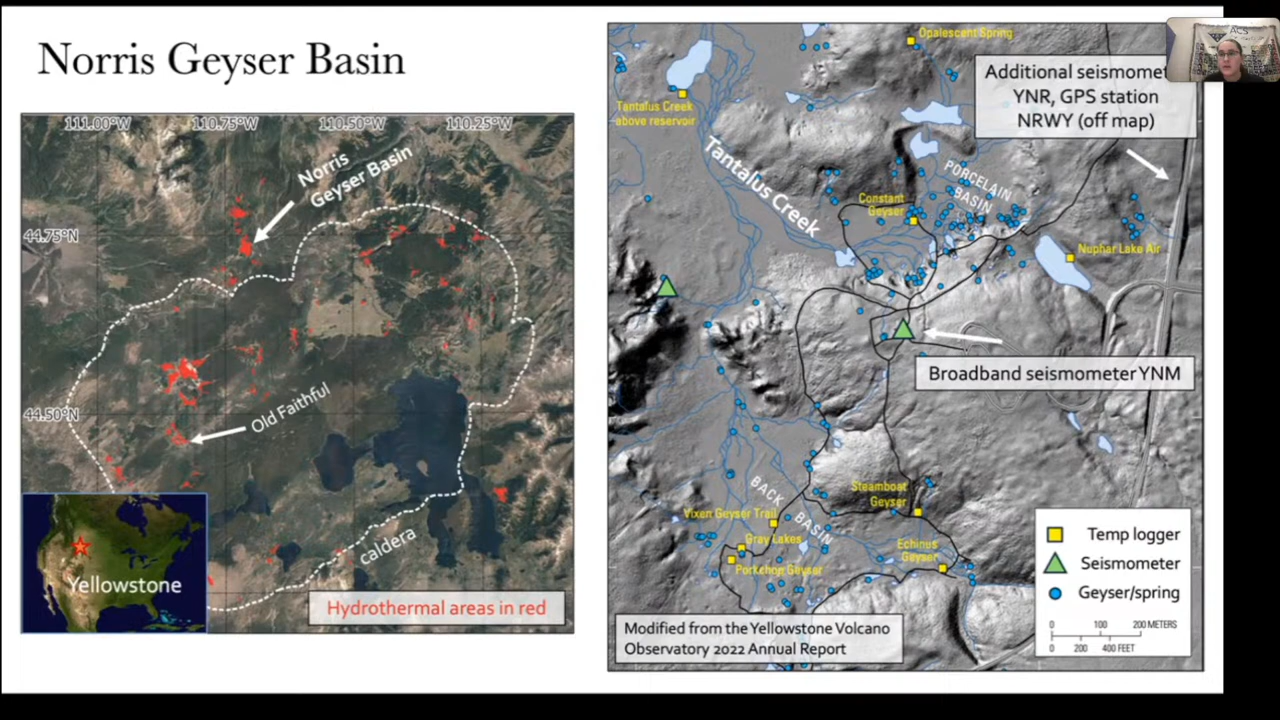 Norris Geyser Basin
111.00°W
110.75°W
110.50°W
110.25°W
Norris
Geyser Basin
44.75°N
Old Faithful
44.50°N
caldera
Yellowstone
Hydrothermal areas in red
Opalescent Spring
ACS
Additional seismomet
YNR, GPS station
NRWY (off map)
Tantalus Creek
above reservoir
Tantalus Creek
PORCELAIN
BASIN
Constant
Geyser
Nuphar Lake Air
Broadband seismometer YNM
Steamboat
Geyser
BACK
BASIN
Vixen Geyser Trail
Gray Lakes
Porkchop Geyser
Echinus
Geyser
Temp logger
Seismometer
Geyser/spring
0 100 200 METERS
0 200 400 FEET
Modified from the Yellowstone Volcano
Observatory 2022 Annual Report